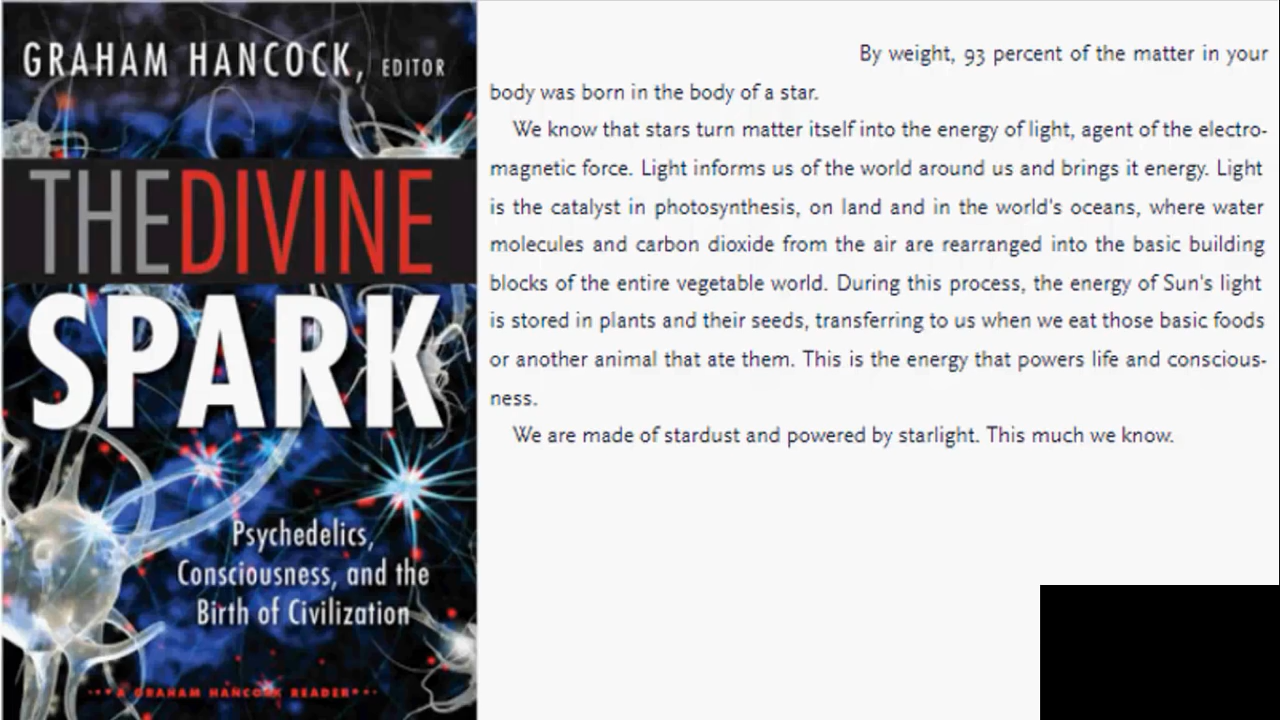 GRAHAM HANCOCK, EDITOR
THE DIVINE
SPARK
Psychedelics,
Consciousness, and the
Birth of Civilization
A GRAHAM HANCOCK READER
By weight, 93 percent of the matter in your
body was born in the body of a star.
We know that stars turn matter itself into the energy of light, agent of the electro-
magnetic force. Light informs us of the world around us and brings it energy. Light
is the catalyst in photosynthesis, on land and in the world's oceans, where water
molecules and carbon dioxide from the air are rearranged into the basic building
blocks of the entire vegetable world. During this process, the energy of Sun's light
is stored in plants and their seeds, transferring to us when we eat those basic foods
or another animal that ate them. This is the energy that powers life and conscious-
ness.
We are made of stardust and powered by starlight. This much we know.